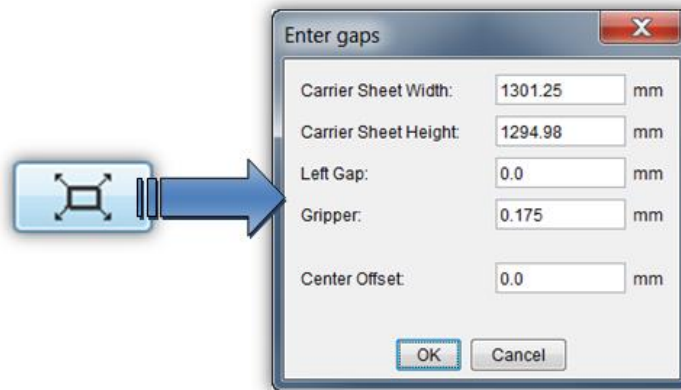 Enter gaps
X
Carrier Sheet Width: 1301.25 mm
Carrier Sheet Height: 1294.98 mm
Left Gap: 0.0 mm
Gripper: 0.175 mm
Center Offset: 0.0 mm
OK Cancel